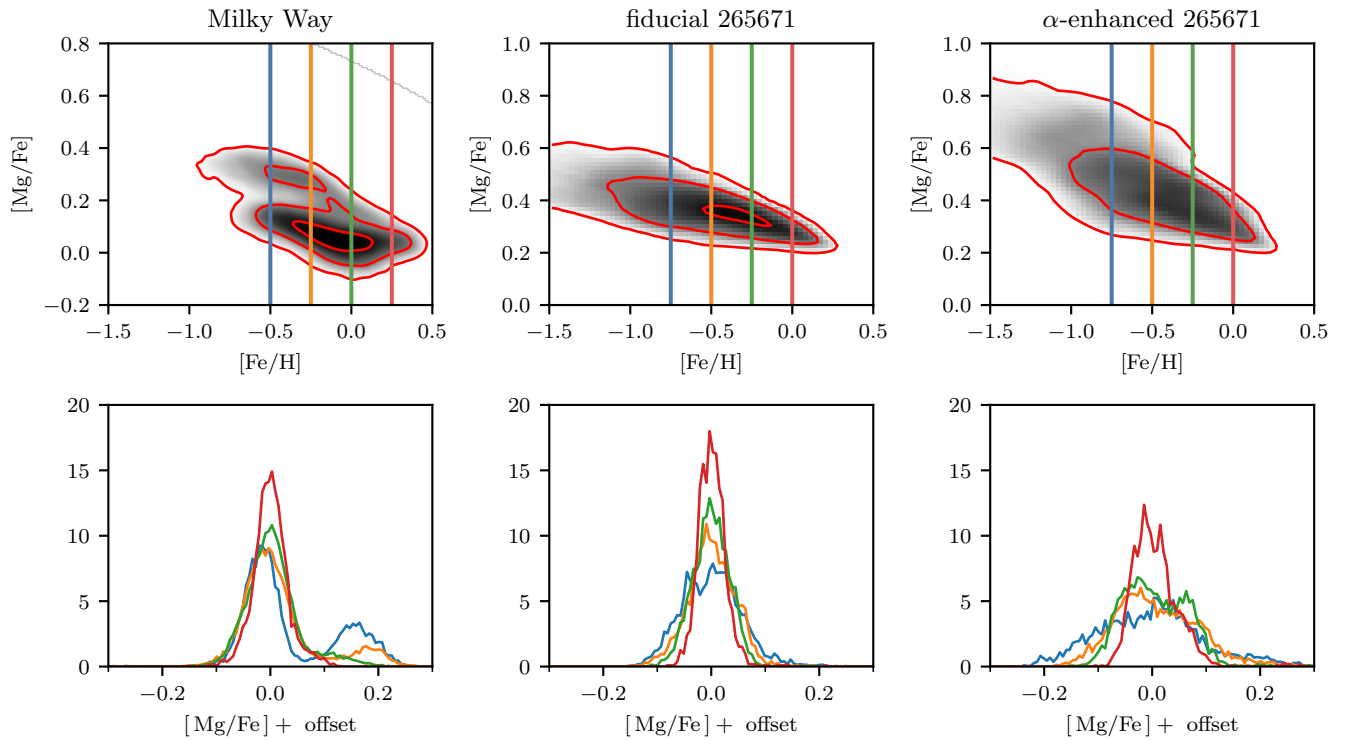 Milky Way
fiducial 265671
α-enhanced 265671
0.8
0.6
0.4
0.2
0.0
−0.2
[Mg/Fe]
−1.5 −1.0 −0.5 0.0 0.5
[Fe/H]
1.0
0.8
0.6
0.4
0.2
0.0
[Mg/Fe]
−1.5 −1.0 −0.5 0.0 0.5
[Fe/H]
1.0
0.8
0.6
0.4
0.2
0.0
[Mg/Fe]
−1.5 −1.0 −0.5 0.0 0.5
[Fe/H]
20
15
10
5
0
−0.2 0.0 0.2
[Mg/Fe] + offset
20
15
10
5
0
−0.2 0.0 0.2
[Mg/Fe] + offset
20
15
10
5
0
−0.2 0.0 0.2
[Mg/Fe] + offset